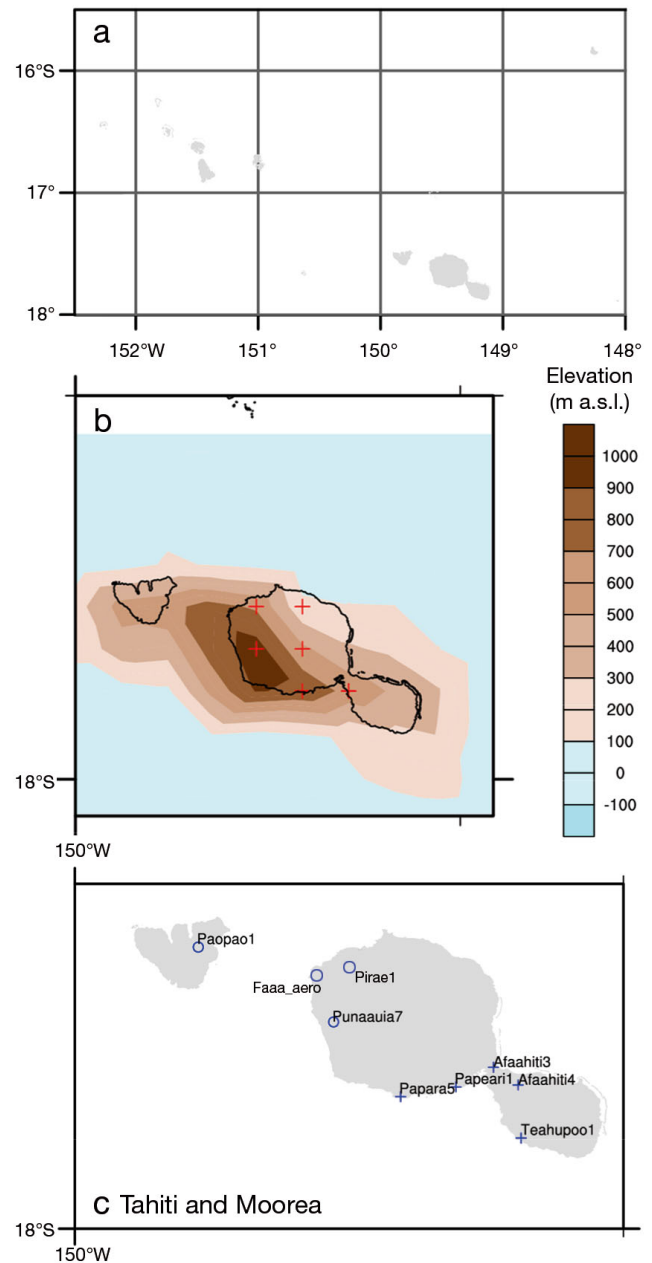 a
16°S
17°
18°
152°W 151° 150° 149° 148°
b
Elevation
(m a.s.l.)
1000
900
800
700
600
500
400
300
200
100
0
-100
18°S
150°W
Paopao1
Faaa_aero
Pirae1
Punaauia7
Afaahiti3
Papeari1 Afaahiti4
Papara5
Teahupoo1
c Tahiti and Moorea
18°S
150°W